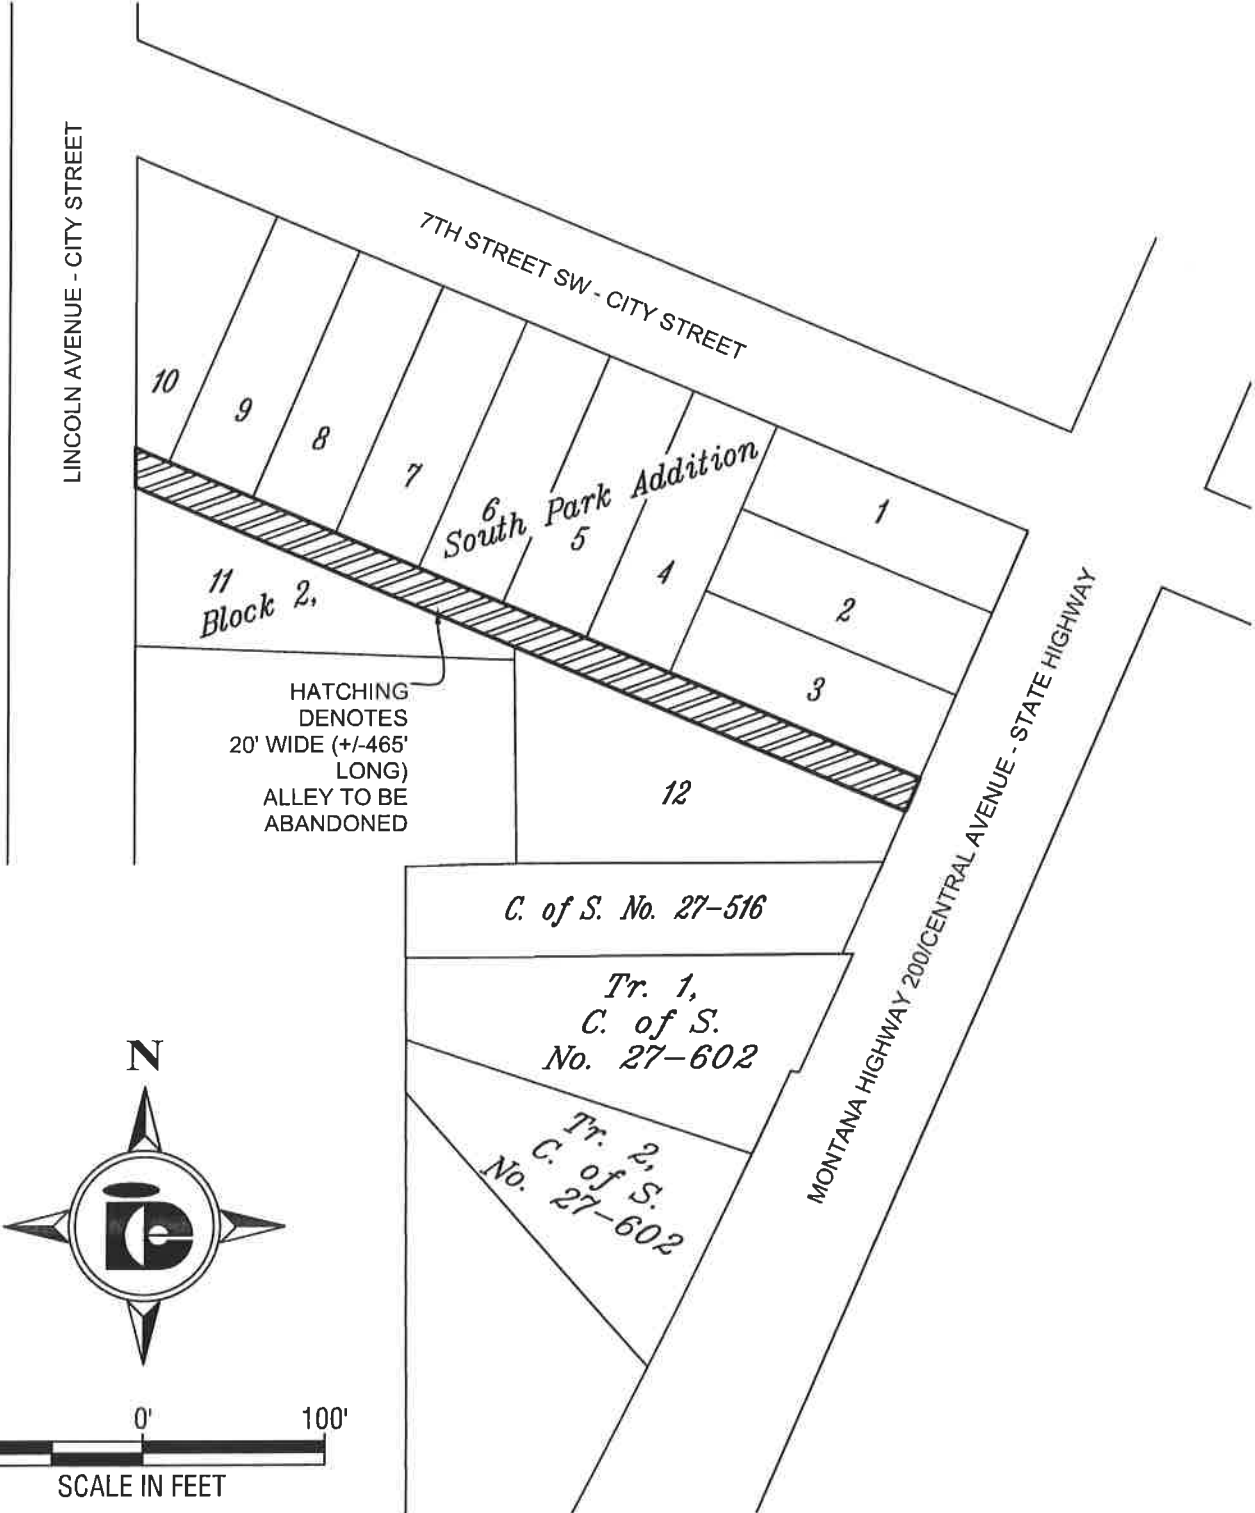 LINCOLN AVENUE - CITY STREET
7TH STREET SW - CITY STREET
10
9
8
7
6
5
4
1
2
3
South Park Addition
11
Block 2,
HATCHING
DENOTES
20' WIDE (+/-465'
LONG)
ALLEY TO BE
ABANDONED
12
MONTANA HIGHWAY 200/CENTRAL AVENUE - STATE HIGHWAY
C. of S. No. 27-516
Tr. 1,
C. of S.
No. 27-602
Tr. 2,
C. of S.
No. 27-602
N
0' 100'
SCALE IN FEET